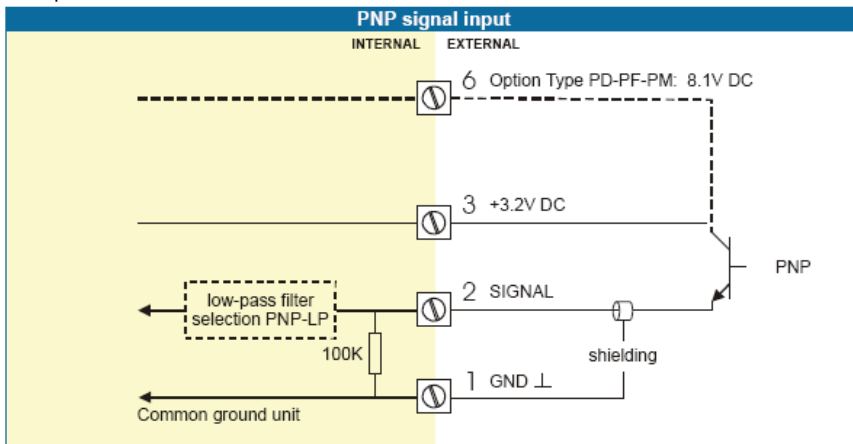 PNP signal input
INTERNAL EXTERNAL
6 Option Type PD-PF-PM: 8.1V DC
3 +3.2V DC
PNP
2 SIGNAL
low-pass filter
selection PNP-LP
100K
shielding
1 GND ⊥
Common ground unit